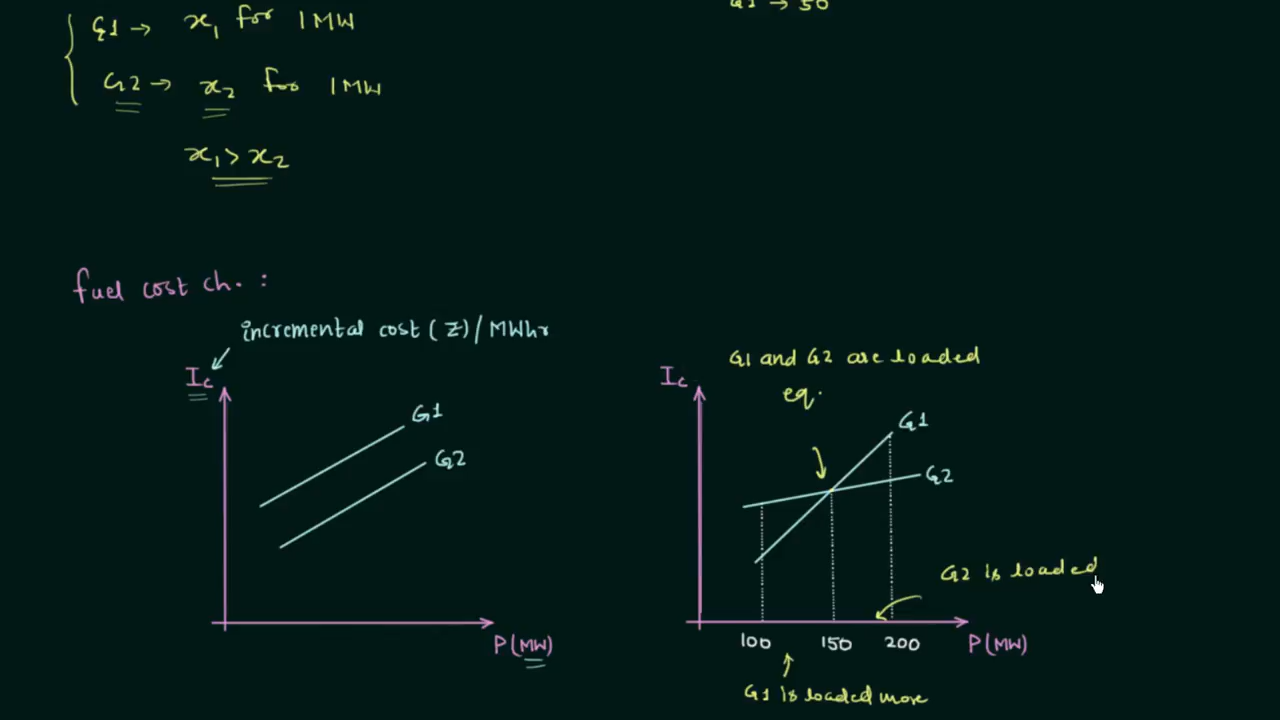 G1 → x1 for 1MW
G1 → 50
G2 → x2 for 1MW
x1 > x2
fuel cost ch. :
incremental cost (Z)/MWhr
Ic
G1
G2
P(MW)
G1 and G2 are loaded
eq.
Ic
G1
G2
G2 is loaded
100 150 200 P(MW)
G1 is loaded more